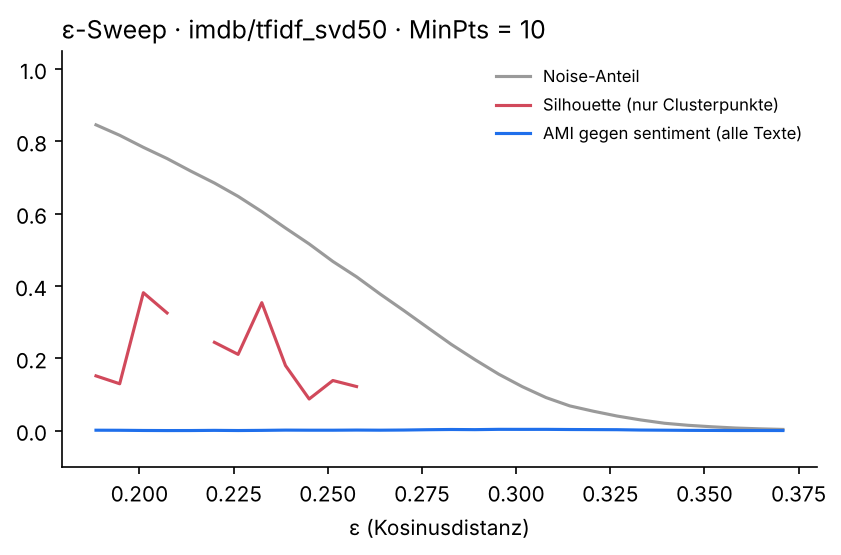 ε-Sweep · imdb/tfidf_svd50 · MinPts = 10
Noise-Anteil
Silhouette (nur Clusterpunkte)
AMI gegen sentiment (alle Texte)
1.0
0.8
0.6
0.4
0.2
0.0
0.200 0.225 0.250 0.275 0.300 0.325 0.350 0.375
ε (Kosinusdistanz)